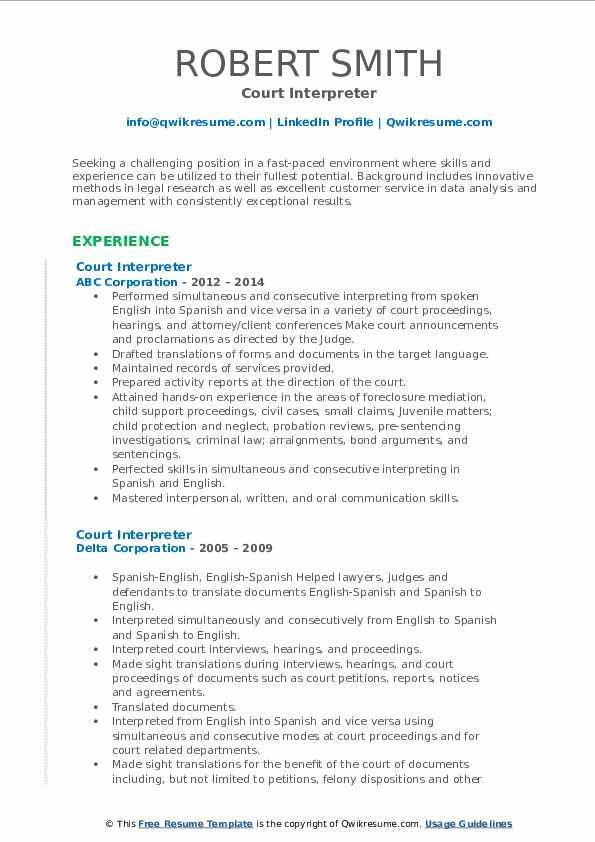 ROBERT SMITH
Court Interpreter
info@qwikresume.com | LinkedIn Profile | Qwikresume.com
Seeking a challenging position in a fast-paced environment where skills and
experience can be utilized to their fullest potential. Background includes innovative
methods in legal research as well as excellent customer service in data analysis and
management with consistently exceptional results.
EXPERIENCE
Court Interpreter
ABC Corporation - 2012 – 2014
• Performed simultaneous and consecutive interpreting from spoken
English into Spanish and vice versa in a variety of court proceedings,
hearings, and attorney/client conferences Make court announcements
and proclamations as directed by the Judge.
• Drafted translations of forms and documents in the target language.
• Maintained records of services provided.
• Prepared activity reports at the direction of the court.
• Attained hands-on experience in the areas of foreclosure mediation,
child support proceedings, civil cases, small claims, Juvenile matters;
child protection and neglect, probation reviews, pre-sentencing
investigations, criminal law; arraignments, bond arguments, and
sentencings.
• Perfected skills in simultaneous and consecutive interpreting in
Spanish and English.
• Mastered interpersonal, written, and oral communication skills.
Court Interpreter
Delta Corporation - 2005 – 2009
• Spanish-English, English-Spanish Helped lawyers, judges and
defendants to translate documents English-Spanish and Spanish to
English.
• Interpreted simultaneously and consecutively from English to Spanish
and Spanish to English.
• Interpreted court interviews, hearings, and proceedings.
• Made sight translations during interviews, hearings, and court
proceedings of documents such as court petitions, reports, notices
and agreements.
• Translated documents.
• Interpreted from English into Spanish and vice versa using
simultaneous and consecutive modes at court proceedings and for
court related departments.
• Made sight translations for the benefit of the court of documents
including, but not limited to petitions, felony dispositions and other
© This Free Resume Template is the copyright of Qwikresume.com. Usage Guidelines